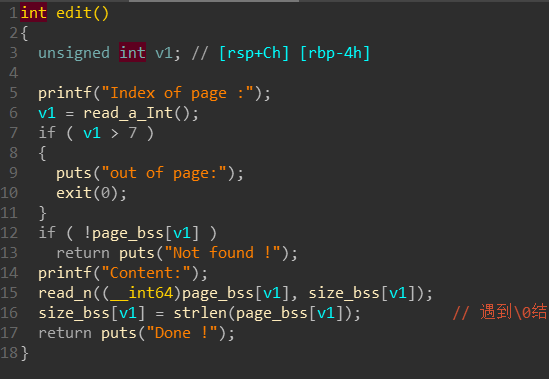 1 int edit()
2 {
3   unsigned int v1; // [rsp+Ch] [rbp-4h]
4
5   printf("Index of page :");
6   v1 = read_a_Int();
7   if ( v1 > 7 )
8   {
9     puts("out of page:");
10     exit(0);
11   }
12   if ( !page_bss[v1] )
13     return puts("Not found !");
14   printf("Content:");
15   read_n((__int64)page_bss[v1], size_bss[v1]);
16   size_bss[v1] = strlen(page_bss[v1]);          // 遇到\0结
17   return puts("Done !");
18 }